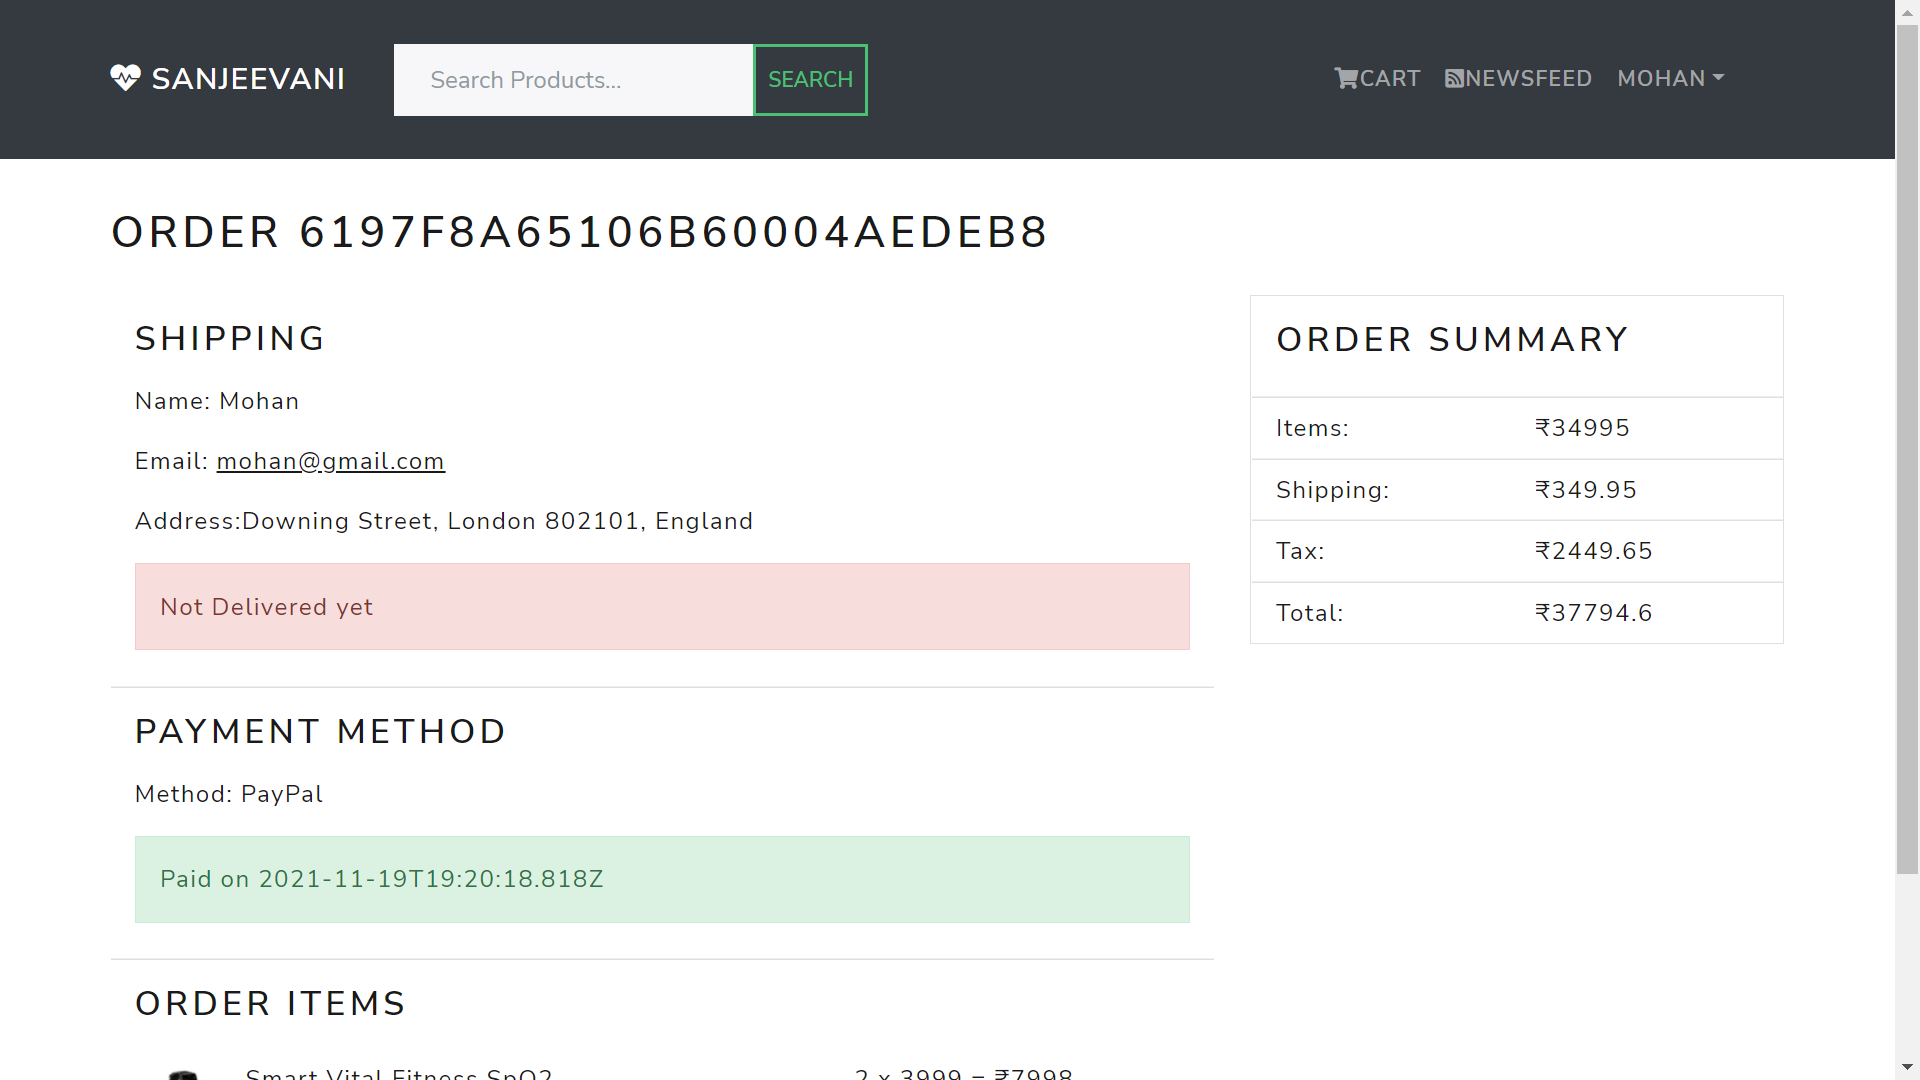 SANJEEVANI
Search Products...
SEARCH
CART
NEWSFEED
MOHAN
ORDER 6197F8A65106B60004AEDEB8
SHIPPING
Name: Mohan
Email: mohan@gmail.com
Address:Downing Street, London 802101, England
Not Delivered yet
PAYMENT METHOD
Method: PayPal
Paid on 2021-11-19T19:20:18.818Z
ORDER ITEMS
Smart Vital Fitness SpO2
2 x 3999 = ₹7998
ORDER SUMMARY
Items: ₹34995
Shipping: ₹349.95
Tax: ₹2449.65
Total: ₹37794.6